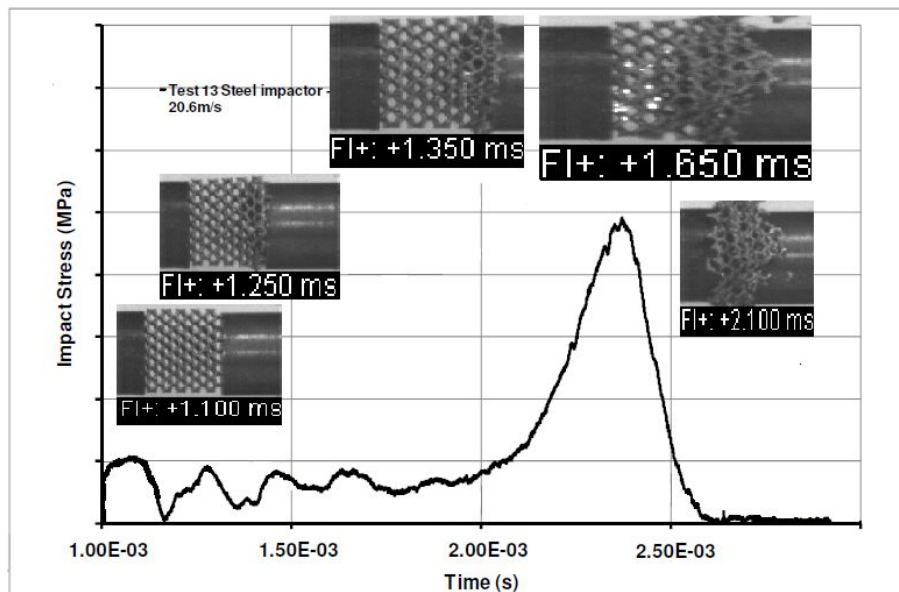 Test 13 Steel impactor -
20.6m/s
FI+: +1.350 ms
FI+: +1.650 ms
FI+: +1.250 ms
FI+: +1.100 ms
FI+: +2.100 ms
Impact Stress (MPa)
1.00E-03
1.50E-03
2.00E-03
2.50E-03
Time (s)